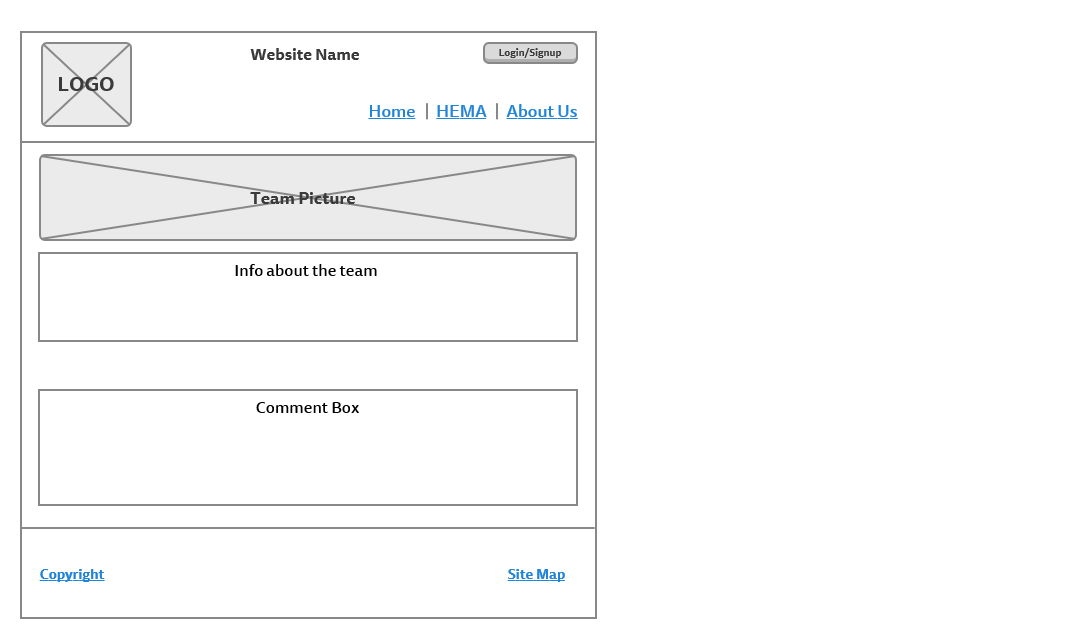 LOGO
Website Name
Login/Signup
Home | HEMA | About Us
Team Picture
Info about the team
Comment Box
Copyright
Site Map